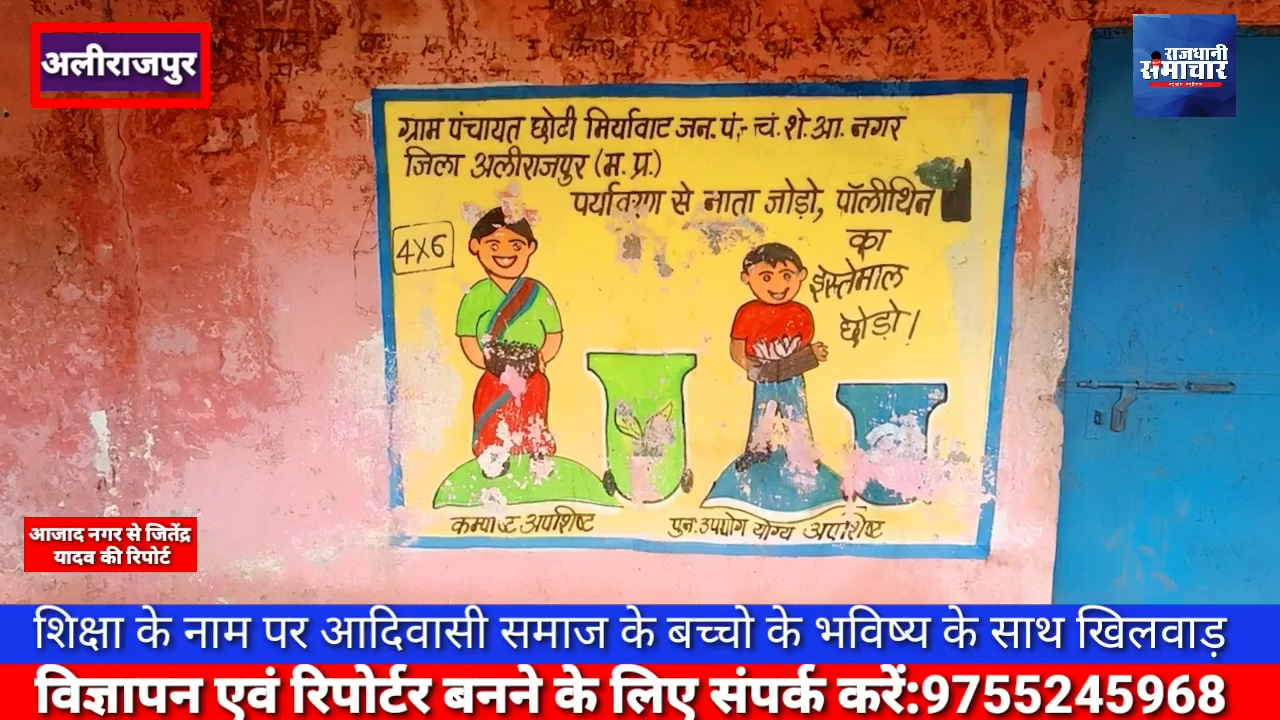 अलीराजपुर
राजधानी
समाचार
ग्राम पंचायत छोटी मिर्यावाट जन. पं. चं. शे. आ. नगर
जिला अलीराजपुर (म. प्र.)
पर्यावरण से नाता जोड़ो, पॉलीथिन
का
इस्तेमाल
छोड़ो!
4X6
कम्पोस्ट अपशिष्ट
पुन: उपयोग योग्य अपशिष्ट
आजाद नगर से जितेंद्र
यादव की रिपोर्ट
शिक्षा के नाम पर आदिवासी समाज के बच्चो के भविष्य के साथ खिलवाड़
विज्ञापन एवं रिपोर्टर बनने के लिए संपर्क करें:9755245968